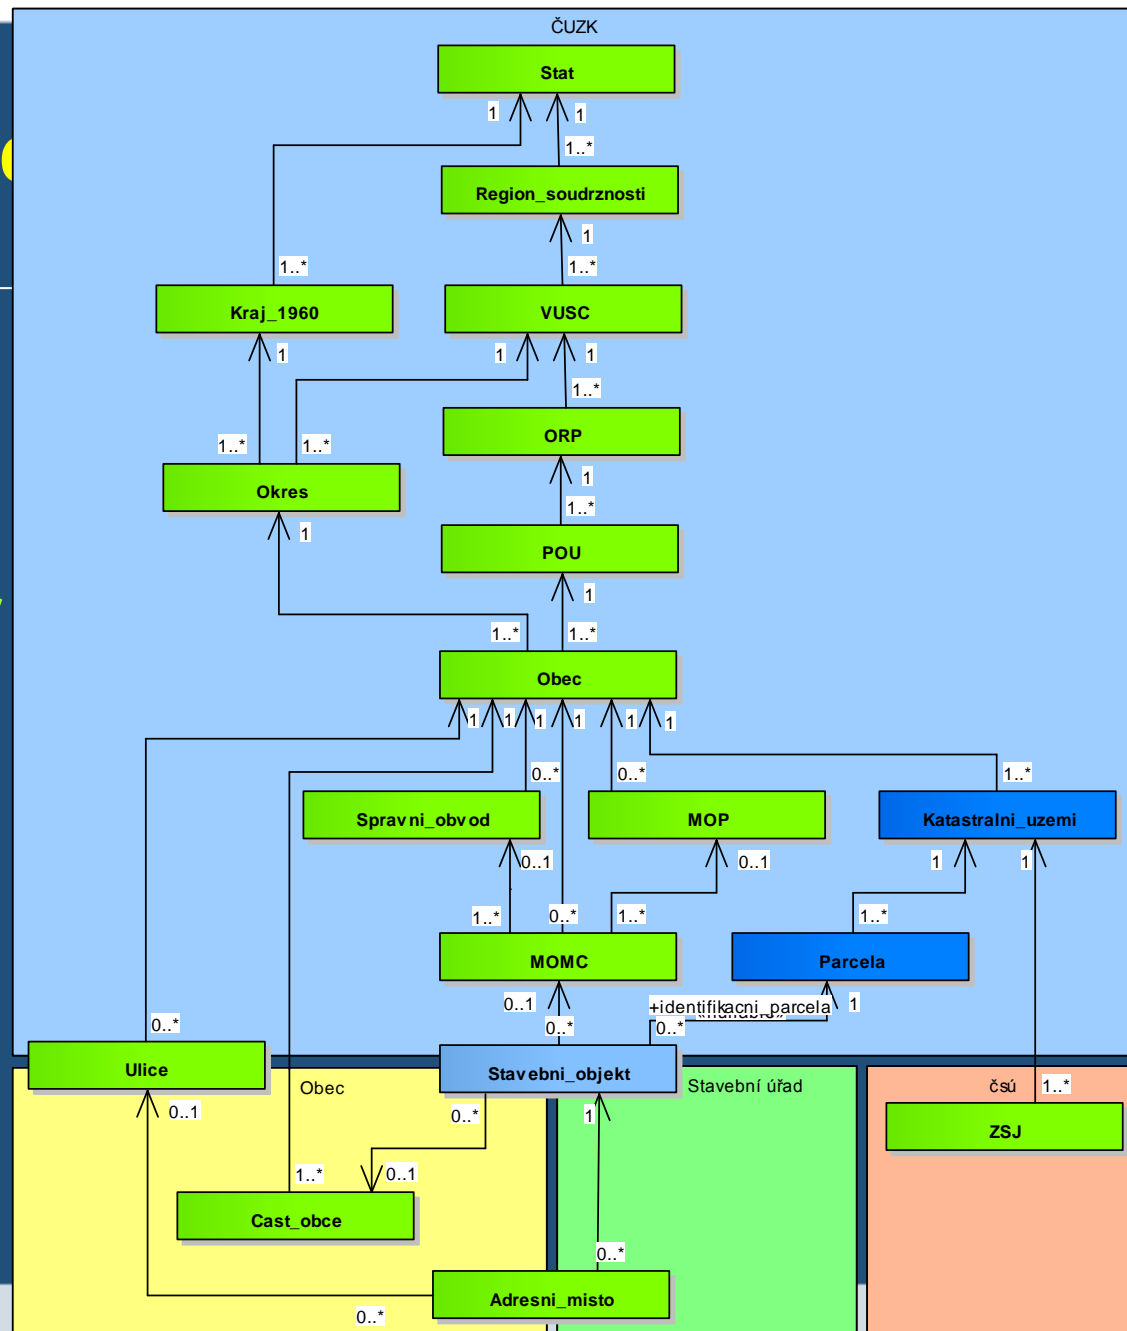 ČUZK
Stat
1
1
1..*
Region_soudrznosti
1
1..*
1..*
Kraj_1960
VUSC
1
1
1
1..*
ORP
1..*
1..*
Okres
1
1
1..*
POU
1
1..*
1..*
Obec
1
1
1
1
1
1
0..*
0..*
1..*
Spravni_obvod
MOP
Katastralni_uzemi
0..1
0..1
1
1
1..*
0..*
1..*
1..*
MOMC
Parcela
0..1
+identifikacni_parcela
1
0..*
0..*
0..*
Ulice
Stavebni_objekt
Obec
Stavební úřad
čsú
1..*
0..1
0..*
1
ZSJ
1..*
0..1
Cast_obce
0..*
Adresni_misto
0..*